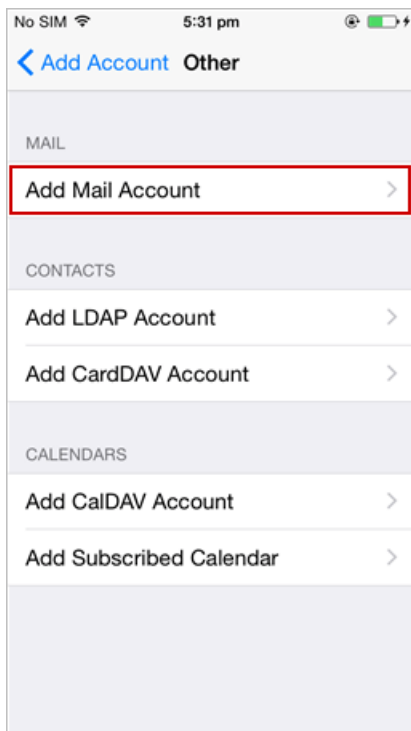 No SIM 5:31 pm
Add Account Other
MAIL
Add Mail Account
CONTACTS
Add LDAP Account
Add CardDAV Account
CALENDARS
Add CalDAV Account
Add Subscribed Calendar